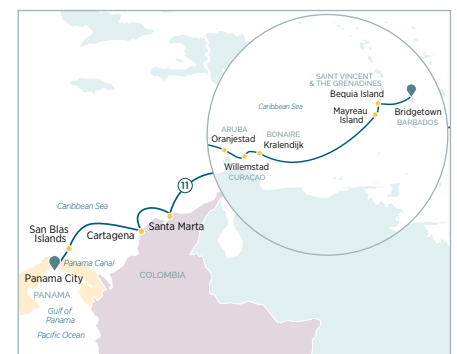 SAINT VINCENT
& THE GRENADINES
Bequia Island
Caribbean Sea
Mayreau
Island
Bridgetown
BARBADOS
ARUBA
Oranjestad
BONAIRE
Kralendijk
Willemstad
CURAÇAO
11
Caribbean Sea
San Blas
Islands
Cartagena
Santa Marta
Panama Canal
Panama City
COLOMBIA
PANAMA
Gulf of
Panama
Pacific Ocean